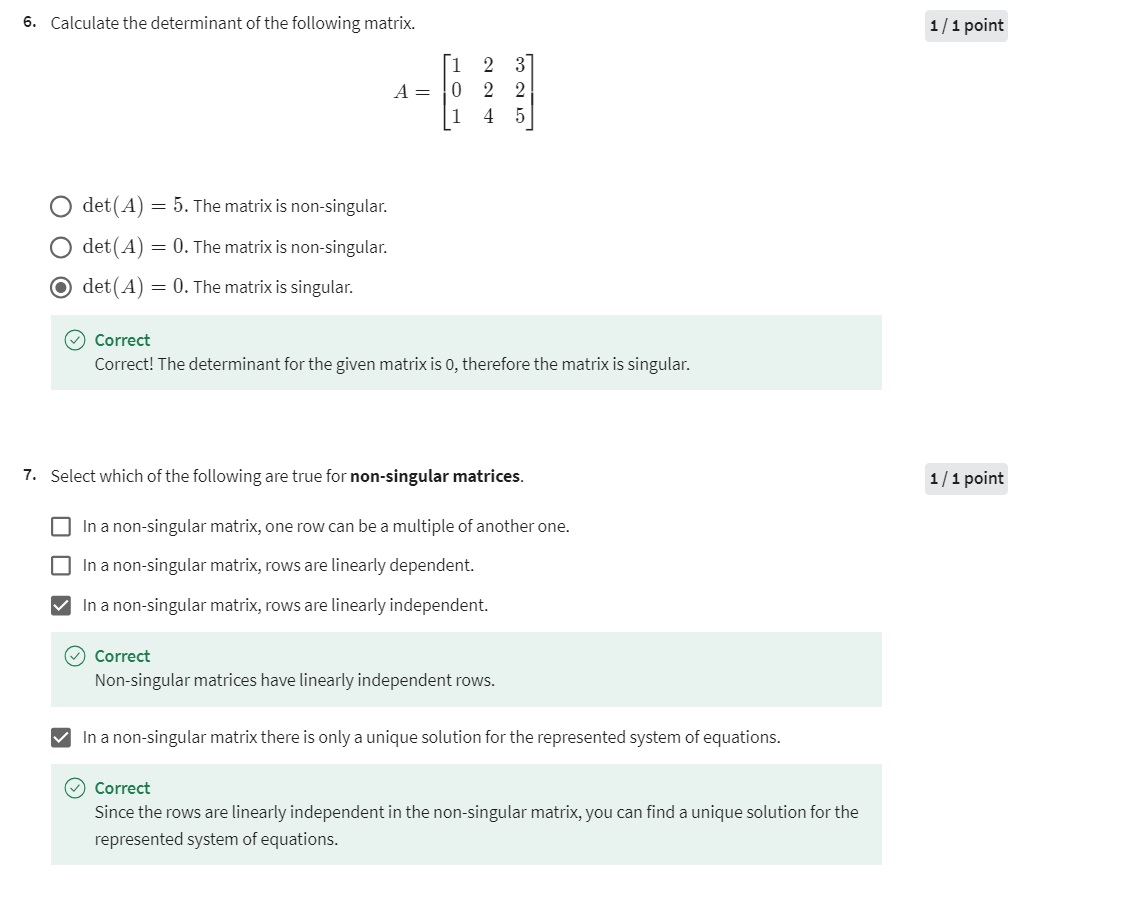 6. Calculate the determinant of the following matrix.
1 / 1 point
A = [1 2 3
0 2 2
1 4 5]
det(A) = 5. The matrix is non-singular.
det(A) = 0. The matrix is non-singular.
det(A) = 0. The matrix is singular.
Correct
Correct! The determinant for the given matrix is 0, therefore the matrix is singular.
7. Select which of the following are true for non-singular matrices.
1 / 1 point
In a non-singular matrix, one row can be a multiple of another one.
In a non-singular matrix, rows are linearly dependent.
In a non-singular matrix, rows are linearly independent.
Correct
Non-singular matrices have linearly independent rows.
In a non-singular matrix there is only a unique solution for the represented system of equations.
Correct
Since the rows are linearly independent in the non-singular matrix, you can find a unique solution for the
represented system of equations.